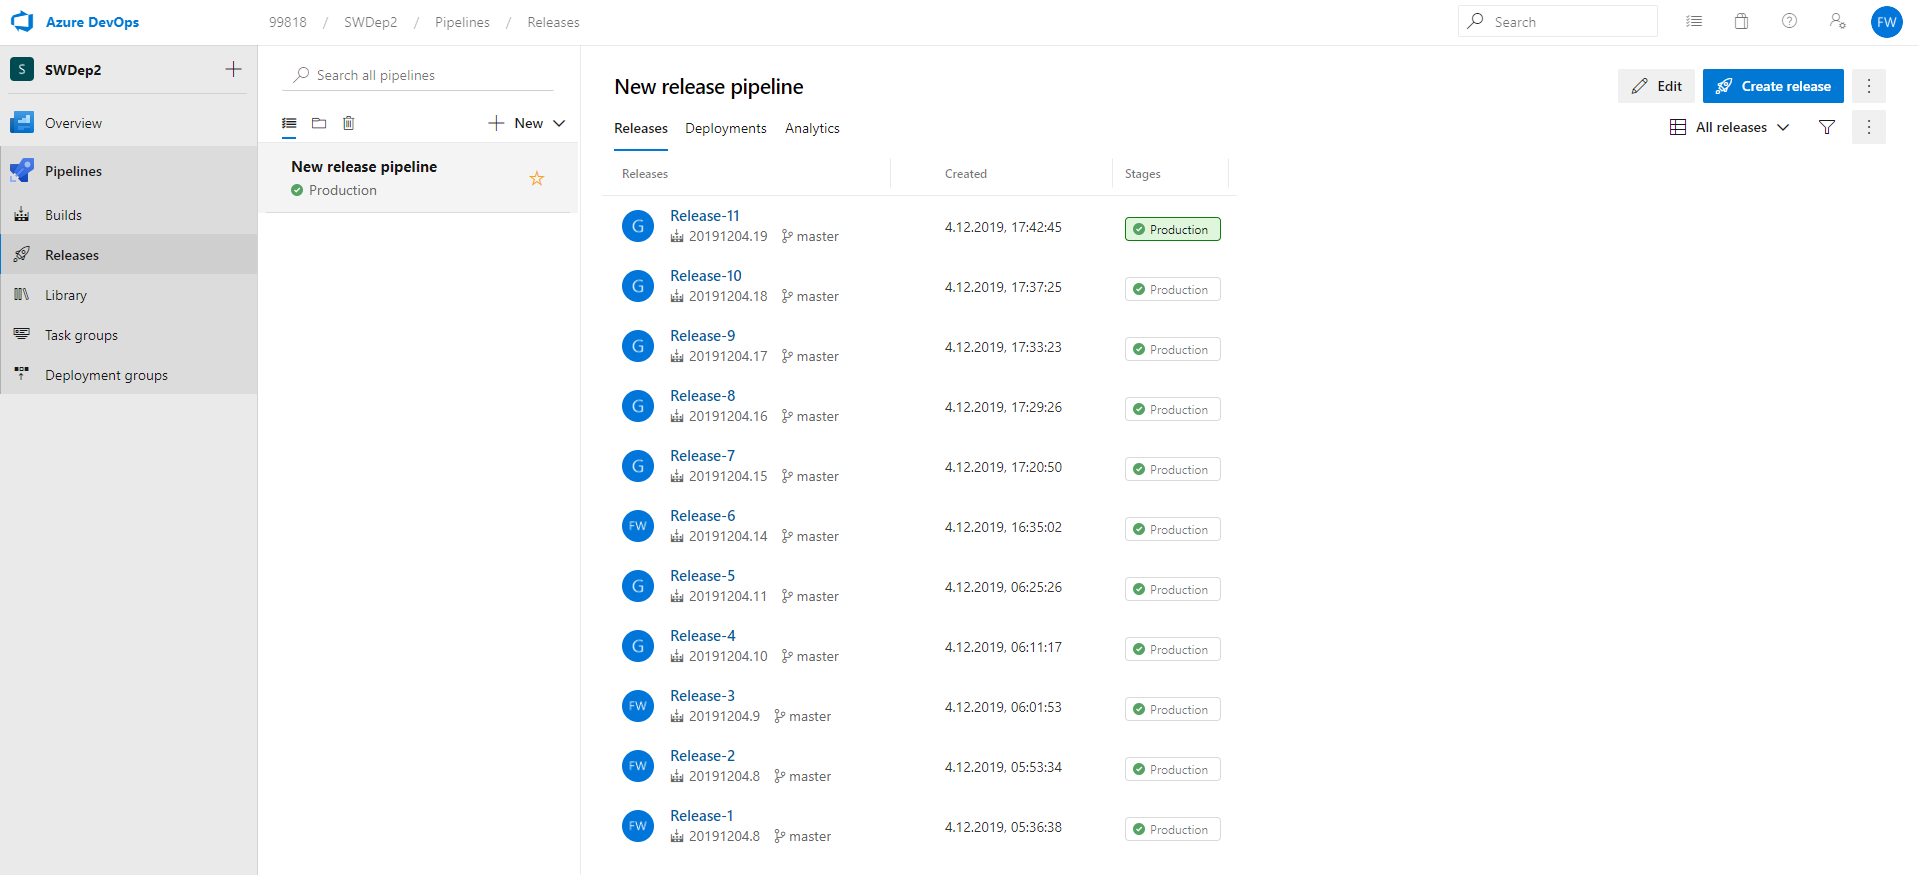 Azure DevOps
99818 / SWDep2 / Pipelines / Releases
Search
FW
S SWDep2
Overview
Pipelines
Builds
Releases
Library
Task groups
Deployment groups
Search all pipelines
New
New release pipeline
Production
New release pipeline
Edit
Create release
Releases Deployments Analytics
All releases
Releases Created Stages
G Release-11
20191204.19 master
4.12.2019, 17:42:45
Production
G Release-10
20191204.18 master
4.12.2019, 17:37:25
Production
G Release-9
20191204.17 master
4.12.2019, 17:33:23
Production
G Release-8
20191204.16 master
4.12.2019, 17:29:26
Production
G Release-7
20191204.15 master
4.12.2019, 17:20:50
Production
FW Release-6
20191204.14 master
4.12.2019, 16:35:02
Production
G Release-5
20191204.11 master
4.12.2019, 06:25:26
Production
G Release-4
20191204.10 master
4.12.2019, 06:11:17
Production
FW Release-3
20191204.9 master
4.12.2019, 06:01:53
Production
FW Release-2
20191204.8 master
4.12.2019, 05:53:34
Production
FW Release-1
20191204.8 master
4.12.2019, 05:36:38
Production